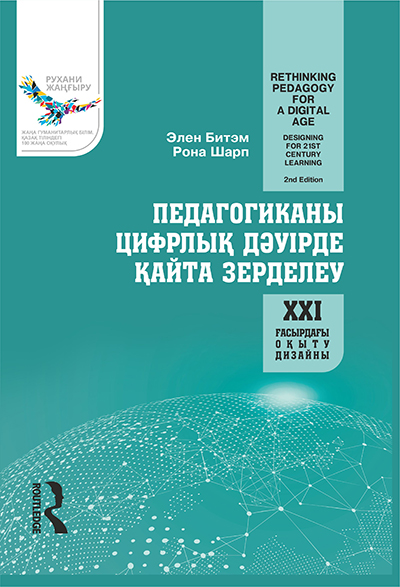 РУХАНИ
ЖАҢҒЫРУ
ЖАҢА ГУМАНИТАРЛЫҚ БІЛІМ.
ҚАЗАҚ ТІЛІНДЕГІ
100 ЖАҢА ОҚУЛЫҚ
RETHINKING
PEDAGOGY
FOR
A DIGITAL
AGE
DESIGNING
FOR 21ST
CENTURY
LEARNING
2nd Edition
Элен Битэм
Рона Шарп
ПЕДАГОГИКАНЫ
ЦИФРЛЫҚ ДӘУІРДЕ
ҚАЙТА ЗЕРДЕЛЕУ
XXI
ҒАСЫРДАҒЫ
ОҚЫТУ
ДИЗАЙНЫ
ROUTLEDGE